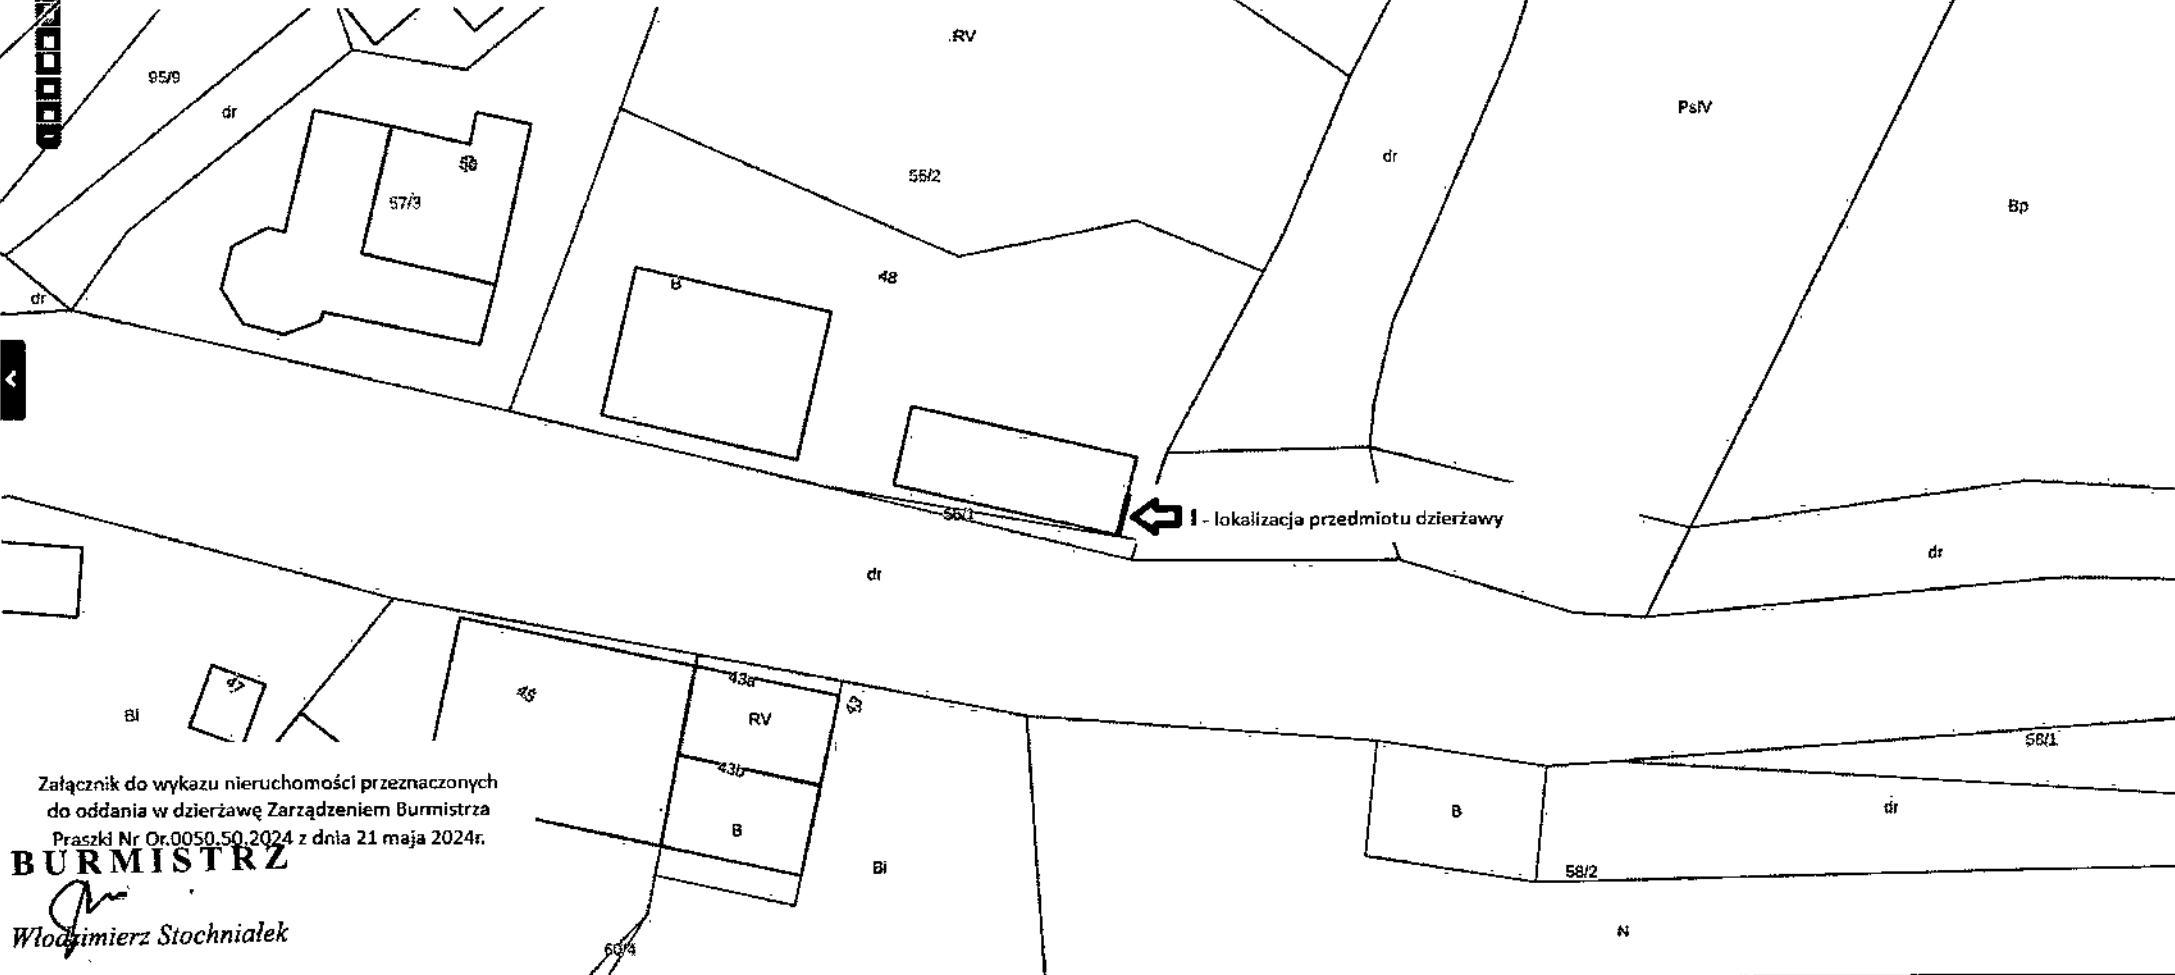 .RV
95/9
dr
PsIV
dr
50
56/2
57/3
Bp
48
B
dr
56/1
I - lokalizacja przedmiotu dzierżawy
dr
dr
47
45
43a
43
Bi
RV
58/1
43b
Załącznik do wykazu nieruchomości przeznaczonych
do oddania w dzierżawę Zarządzeniem Burmistrza
Praszki Nr Or.0050.50.2024 z dnia 21 maja 2024r.
B
B
dr
BURMISTRZ
Bi
58/2
Włodzimierz Stochniałek
N
60/4